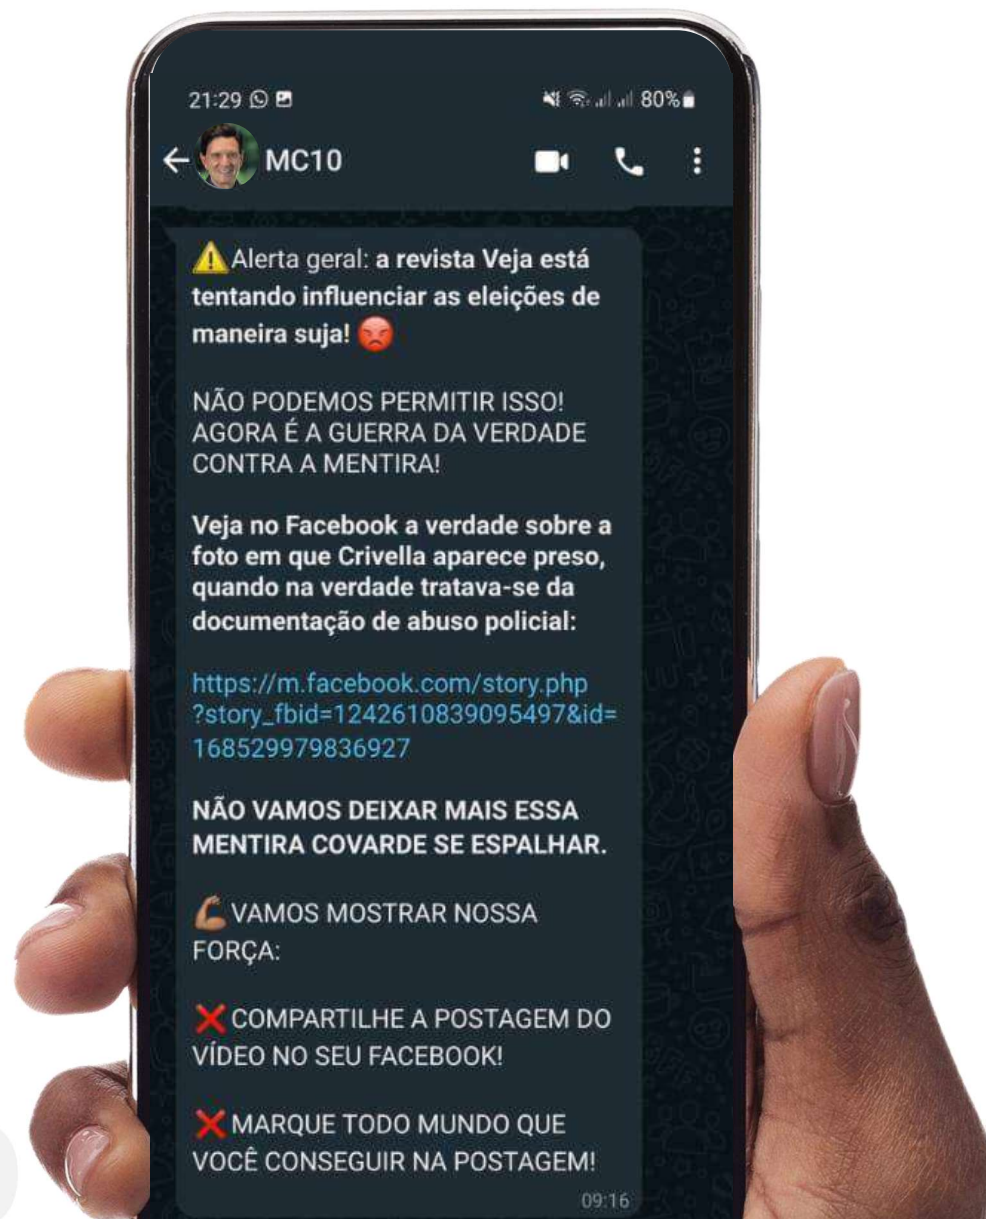 21:29 80%
MC10
⚠️Alerta geral: a revista Veja está
tentando influenciar as eleições de
maneira suja! 😡
NÃO PODEMOS PERMITIR ISSO!
AGORA É A GUERRA DA VERDADE
CONTRA A MENTIRA!
Veja no Facebook a verdade sobre a
foto em que Crivella aparece preso,
quando na verdade tratava-se da
documentação de abuso policial:
https://m.facebook.com/story.php
?story_fbid=1242610839095497&id=
168529979836927
NÃO VAMOS DEIXAR MAIS ESSA
MENTIRA COVARDE SE ESPALHAR.
💪🏽VAMOS MOSTRAR NOSSA
FORÇA:
❌COMPARTILHE A POSTAGEM DO
VÍDEO NO SEU FACEBOOK!
❌MARQUE TODO MUNDO QUE
VOCÊ CONSEGUIR NA POSTAGEM!
09:16